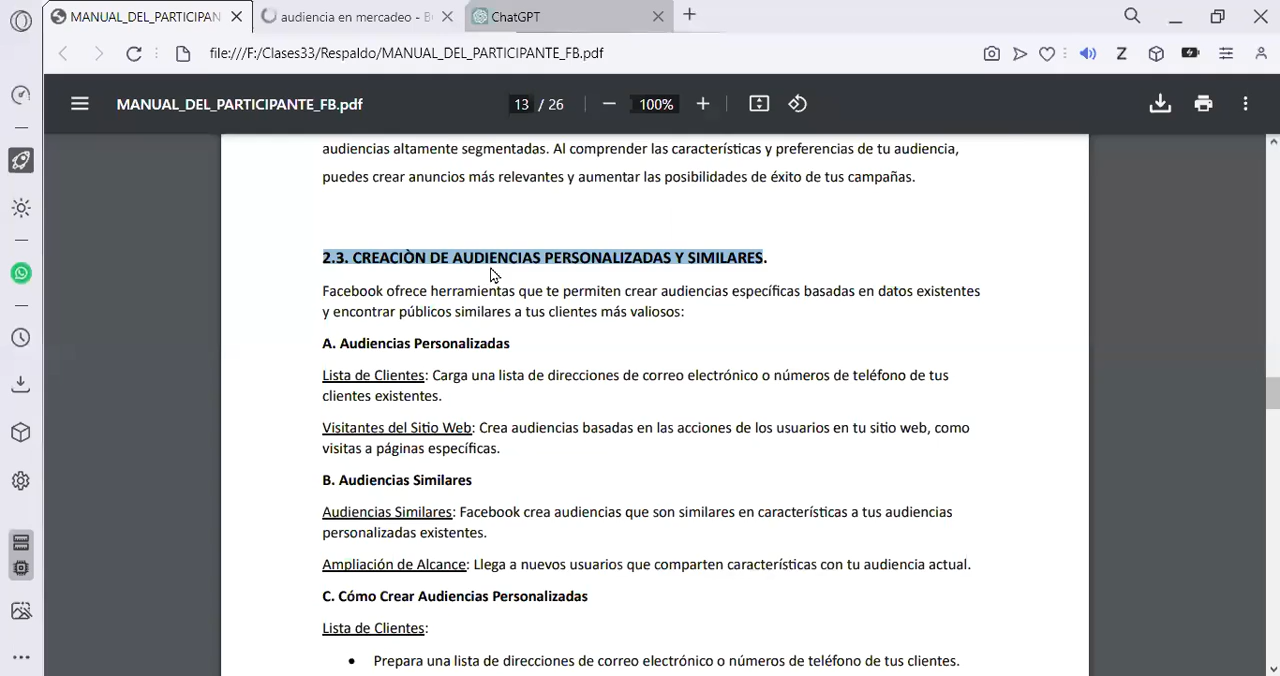 MANUAL_DEL_PARTICIPAN
audiencia en mercadeo - B
ChatGPT
file:///F:/Clases33/Respaldo/MANUAL_DEL_PARTICIPANTE_FB.pdf
Z
MANUAL_DEL_PARTICIPANTE_FB.pdf
13 / 26
100%
audiencias altamente segmentadas. Al comprender las características y preferencias de tu audiencia,
puedes crear anuncios más relevantes y aumentar las posibilidades de éxito de tus campañas.
2.3. CREACIÒN DE AUDIENCIAS PERSONALIZADAS Y SIMILARES.
Facebook ofrece herramientas que te permiten crear audiencias específicas basadas en datos existentes
y encontrar públicos similares a tus clientes más valiosos:
A. Audiencias Personalizadas
Lista de Clientes: Carga una lista de direcciones de correo electrónico o números de teléfono de tus
clientes existentes.
Visitantes del Sitio Web: Crea audiencias basadas en las acciones de los usuarios en tu sitio web, como
visitas a páginas específicas.
B. Audiencias Similares
Audiencias Similares: Facebook crea audiencias que son similares en características a tus audiencias
personalizadas existentes.
Ampliación de Alcance: Llega a nuevos usuarios que comparten características con tu audiencia actual.
C. Cómo Crear Audiencias Personalizadas
Lista de Clientes:
• Prepara una lista de direcciones de correo electrónico o números de teléfono de tus clientes.